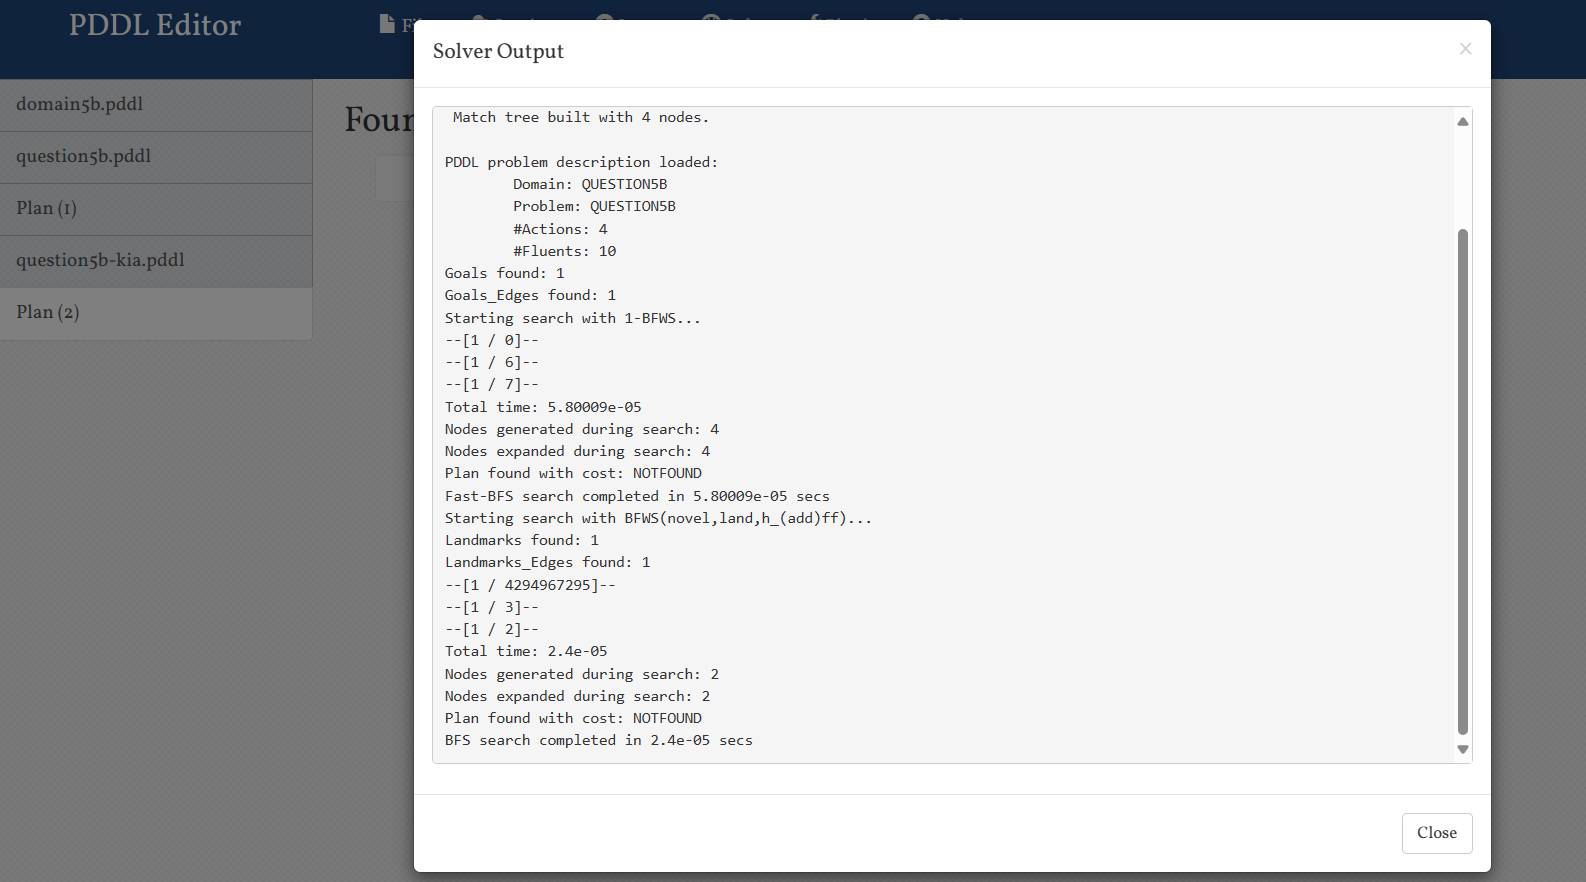 PDDL Editor
Solver Output
×
domain5b.pddl
question5b.pddl
Plan (1)
question5b-kia.pddl
Plan (2)
Match tree built with 4 nodes.
PDDL problem description loaded:
Domain: QUESTION5B
Problem: QUESTION5B
#Actions: 4
#Fluents: 10
Goals found: 1
Goals_Edges found: 1
Starting search with 1-BFWS...
--[1 / 0]--
--[1 / 6]--
--[1 / 7]--
Total time: 5.80009e-05
Nodes generated during search: 4
Nodes expanded during search: 4
Plan found with cost: NOTFOUND
Fast-BFS search completed in 5.80009e-05 secs
Starting search with BFWS(novel,land,h_(add)ff)...
Landmarks found: 1
Landmarks_Edges found: 1
--[1 / 4294967295]--
--[1 / 3]--
--[1 / 2]--
Total time: 2.4e-05
Nodes generated during search: 2
Nodes expanded during search: 2
Plan found with cost: NOTFOUND
BFS search completed in 2.4e-05 secs
Close